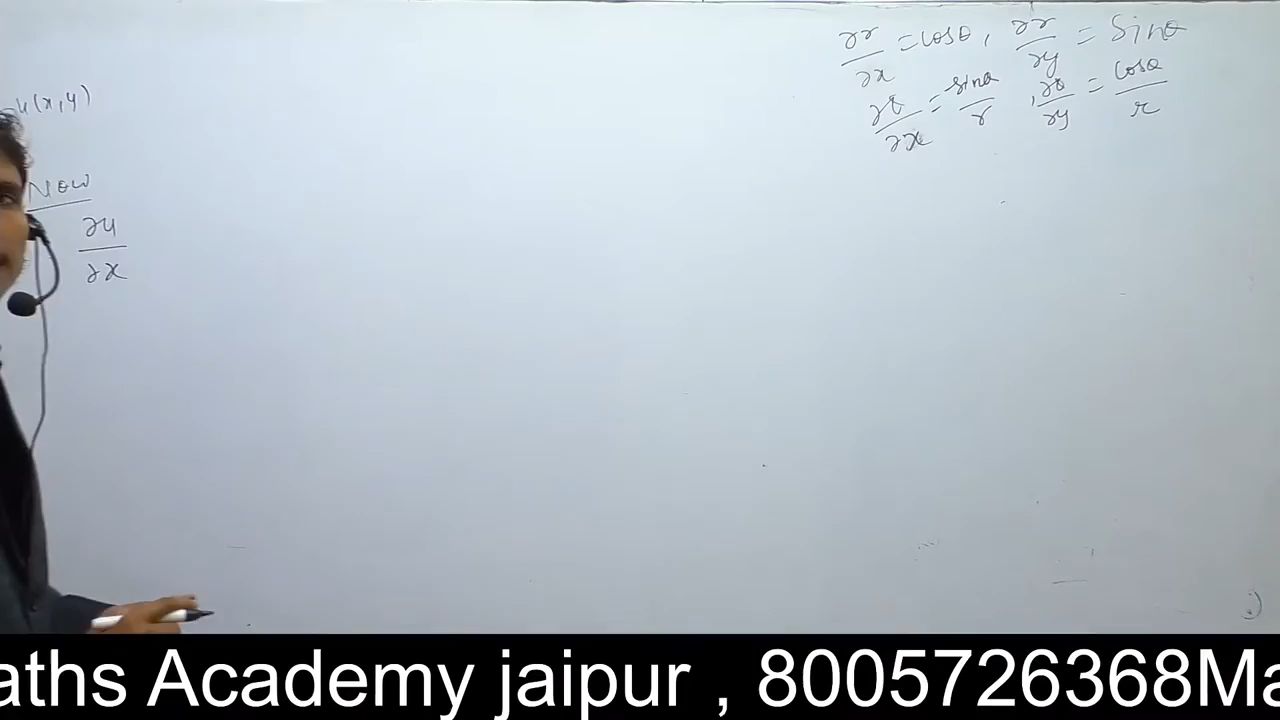 ∂r/∂x = cosθ, ∂r/∂y = Sinθ
∂θ/∂x = -sinθ/r, ∂θ/∂y = cosθ/r
u(x,y)
Now
∂u/∂x
aths Academy jaipur , 8005726368Ma